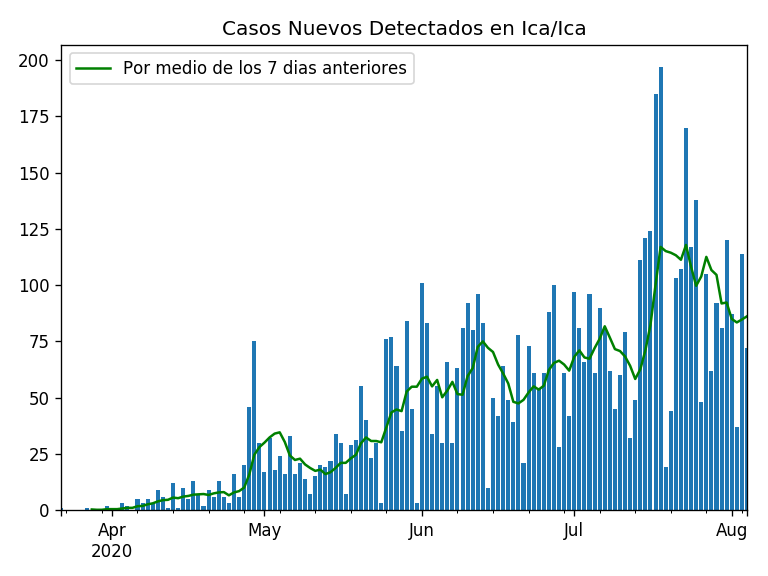 Casos Nuevos Detectados en Ica/Ica
Por medio de los 7 dias anteriores
200
175
150
125
100
75
50
25
0
Apr
2020
May
Jun
Jul
Aug